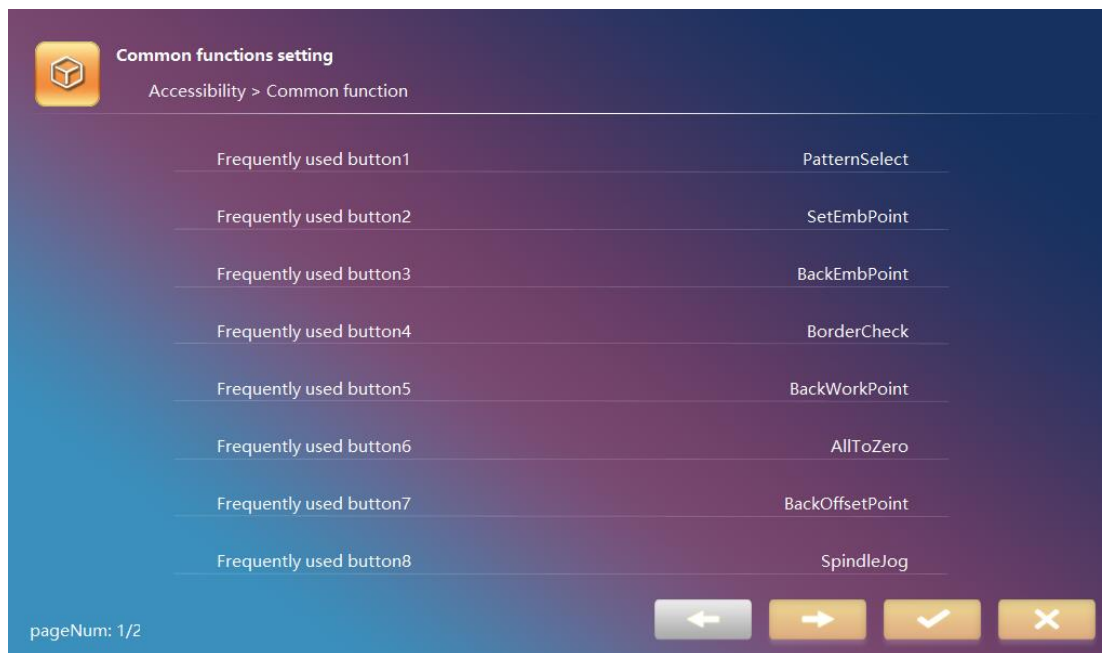 Common functions setting
Accessibility > Common function
Frequently used button1 PatternSelect
Frequently used button2 SetEmbPoint
Frequently used button3 BackEmbPoint
Frequently used button4 BorderCheck
Frequently used button5 BackWorkPoint
Frequently used button6 AllToZero
Frequently used button7 BackOffsetPoint
Frequently used button8 SpindleJog
pageNum: 1/2